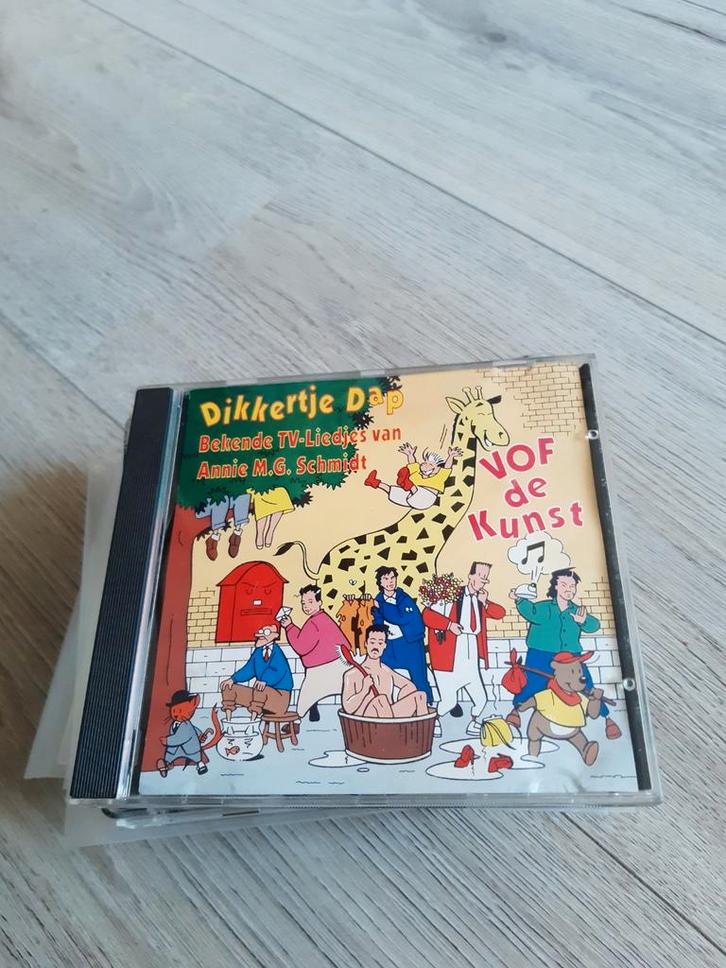 Dikkertje Dap
Bekende TV-Liedjes van
Annie M.G. Schmidt
VOF
de
Kunst